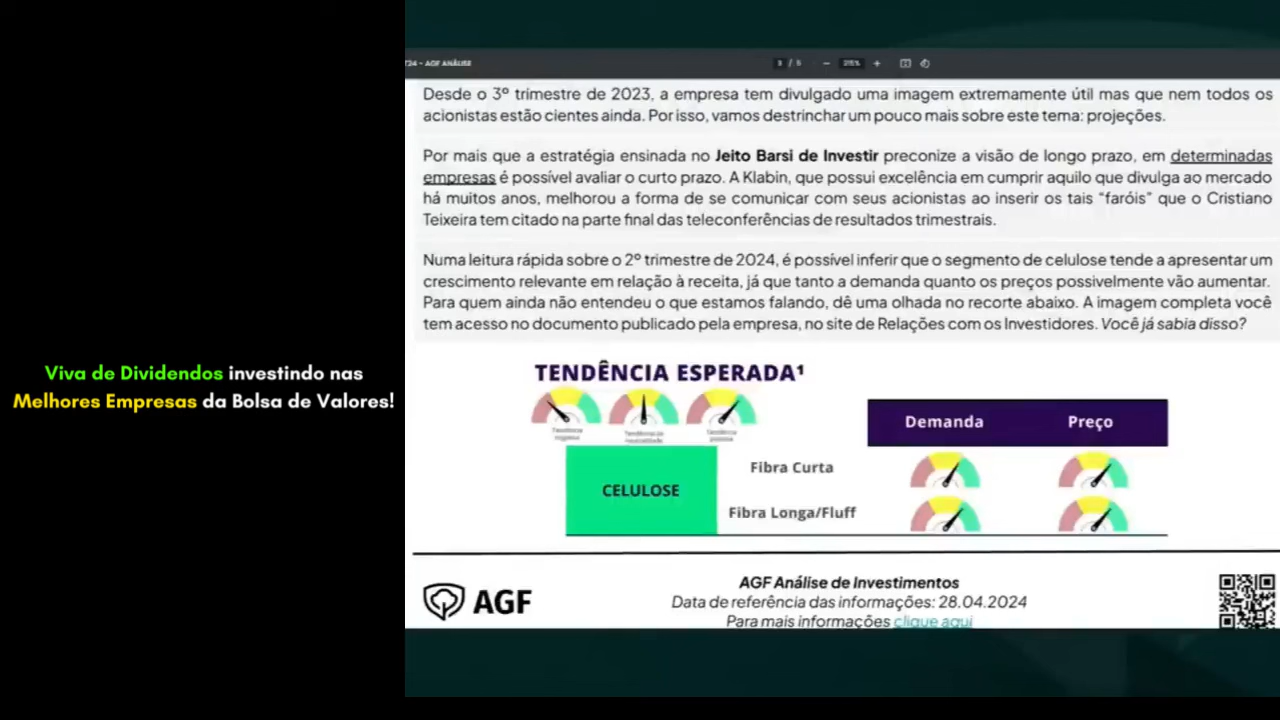 Viva de Dividendos investindo nas
Melhores Empresas da Bolsa de Valores!
T24 - AGF ANÁLISE
3 / 5
Desde o 3º trimestre de 2023, a empresa tem divulgado uma imagem extremamente útil mas que nem todos os
acionistas estão cientes ainda. Por isso, vamos destrinchar um pouco mais sobre este tema: projeções.
Por mais que a estratégia ensinada no Jeito Barsi de Investir preconize a visão de longo prazo, em determinadas
empresas é possível avaliar o curto prazo. A Klabin, que possui excelência em cumprir aquilo que divulga ao mercado
há muitos anos, melhorou a forma de se comunicar com seus acionistas ao inserir os tais “faróis” que o Cristiano
Teixeira tem citado na parte final das teleconferências de resultados trimestrais.
Numa leitura rápida sobre o 2º trimestre de 2024, é possível inferir que o segmento de celulose tende a apresentar um
crescimento relevante em relação à receita, já que tanto a demanda quanto os preços possivelmente vão aumentar.
Para quem ainda não entendeu o que estamos falando, dê uma olhada no recorte abaixo. A imagem completa você
tem acesso no documento publicado pela empresa, no site de Relações com os Investidores. Você já sabia disso?
TENDÊNCIA ESPERADA¹
Tendência
Tendência
Demanda Preço
CELULOSE
Fibra Curta
Fibra Longa/Fluff
AGF
AGF Análise de Investimentos
Data de referência das informações: 28.04.2024
Para mais informações clique aqui